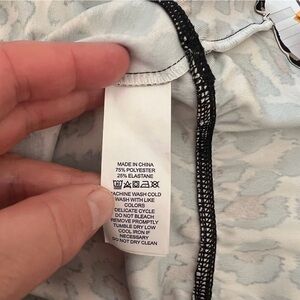 MADE IN CHINA
75% POLYESTER
25% ELASTANE
MACHINE WASH COLD
WASH WITH LIKE
COLORS
DELICATE CYCLE
DO NOT BLEACH
REMOVE PROMPTLY
TUMBLE DRY LOW
COOL IRON IF
NECESSARY
DO NOT DRY CLEAN